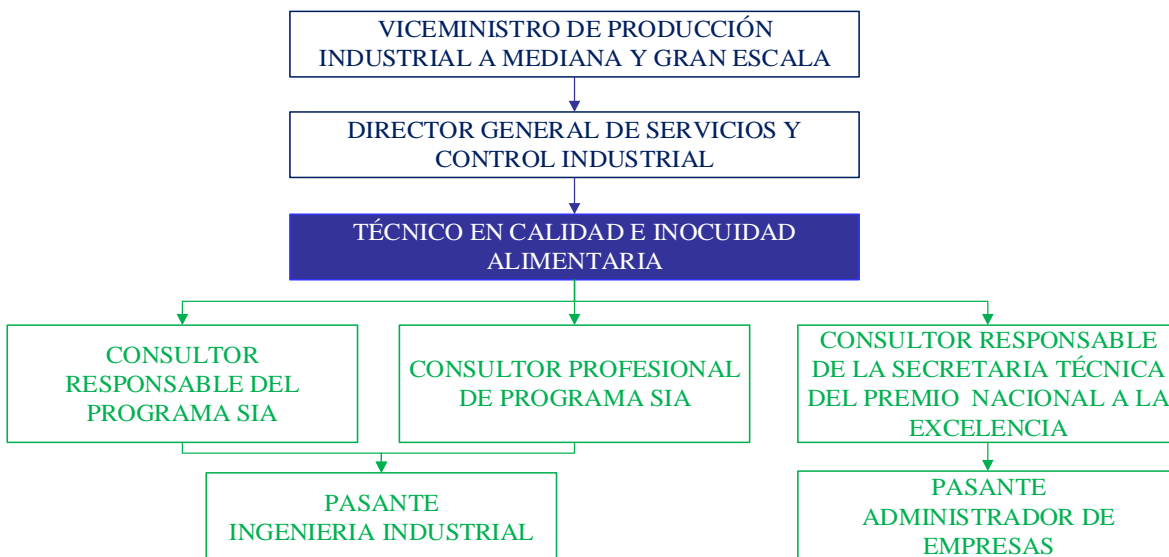 VICEMINISTRO DE PRODUCCIÓN
INDUSTRIAL A MEDIANA Y GRAN ESCALA
DIRECTOR GENERAL DE SERVICIOS Y
CONTROL INDUSTRIAL
TÉCNICO EN CALIDAD E INOCUIDAD
ALIMENTARIA
CONSULTOR
RESPONSABLE DEL
PROGRAMA SIA
CONSULTOR PROFESIONAL
DE PROGRAMA SIA
CONSULTOR RESPONSABLE
DE LA SECRETARIA TÉCNICA
DEL PREMIO NACIONAL A LA
EXCELENCIA
PASANTE
INGENIERIA INDUSTRIAL
PASANTE
ADMINISTRADOR DE
EMPRESAS